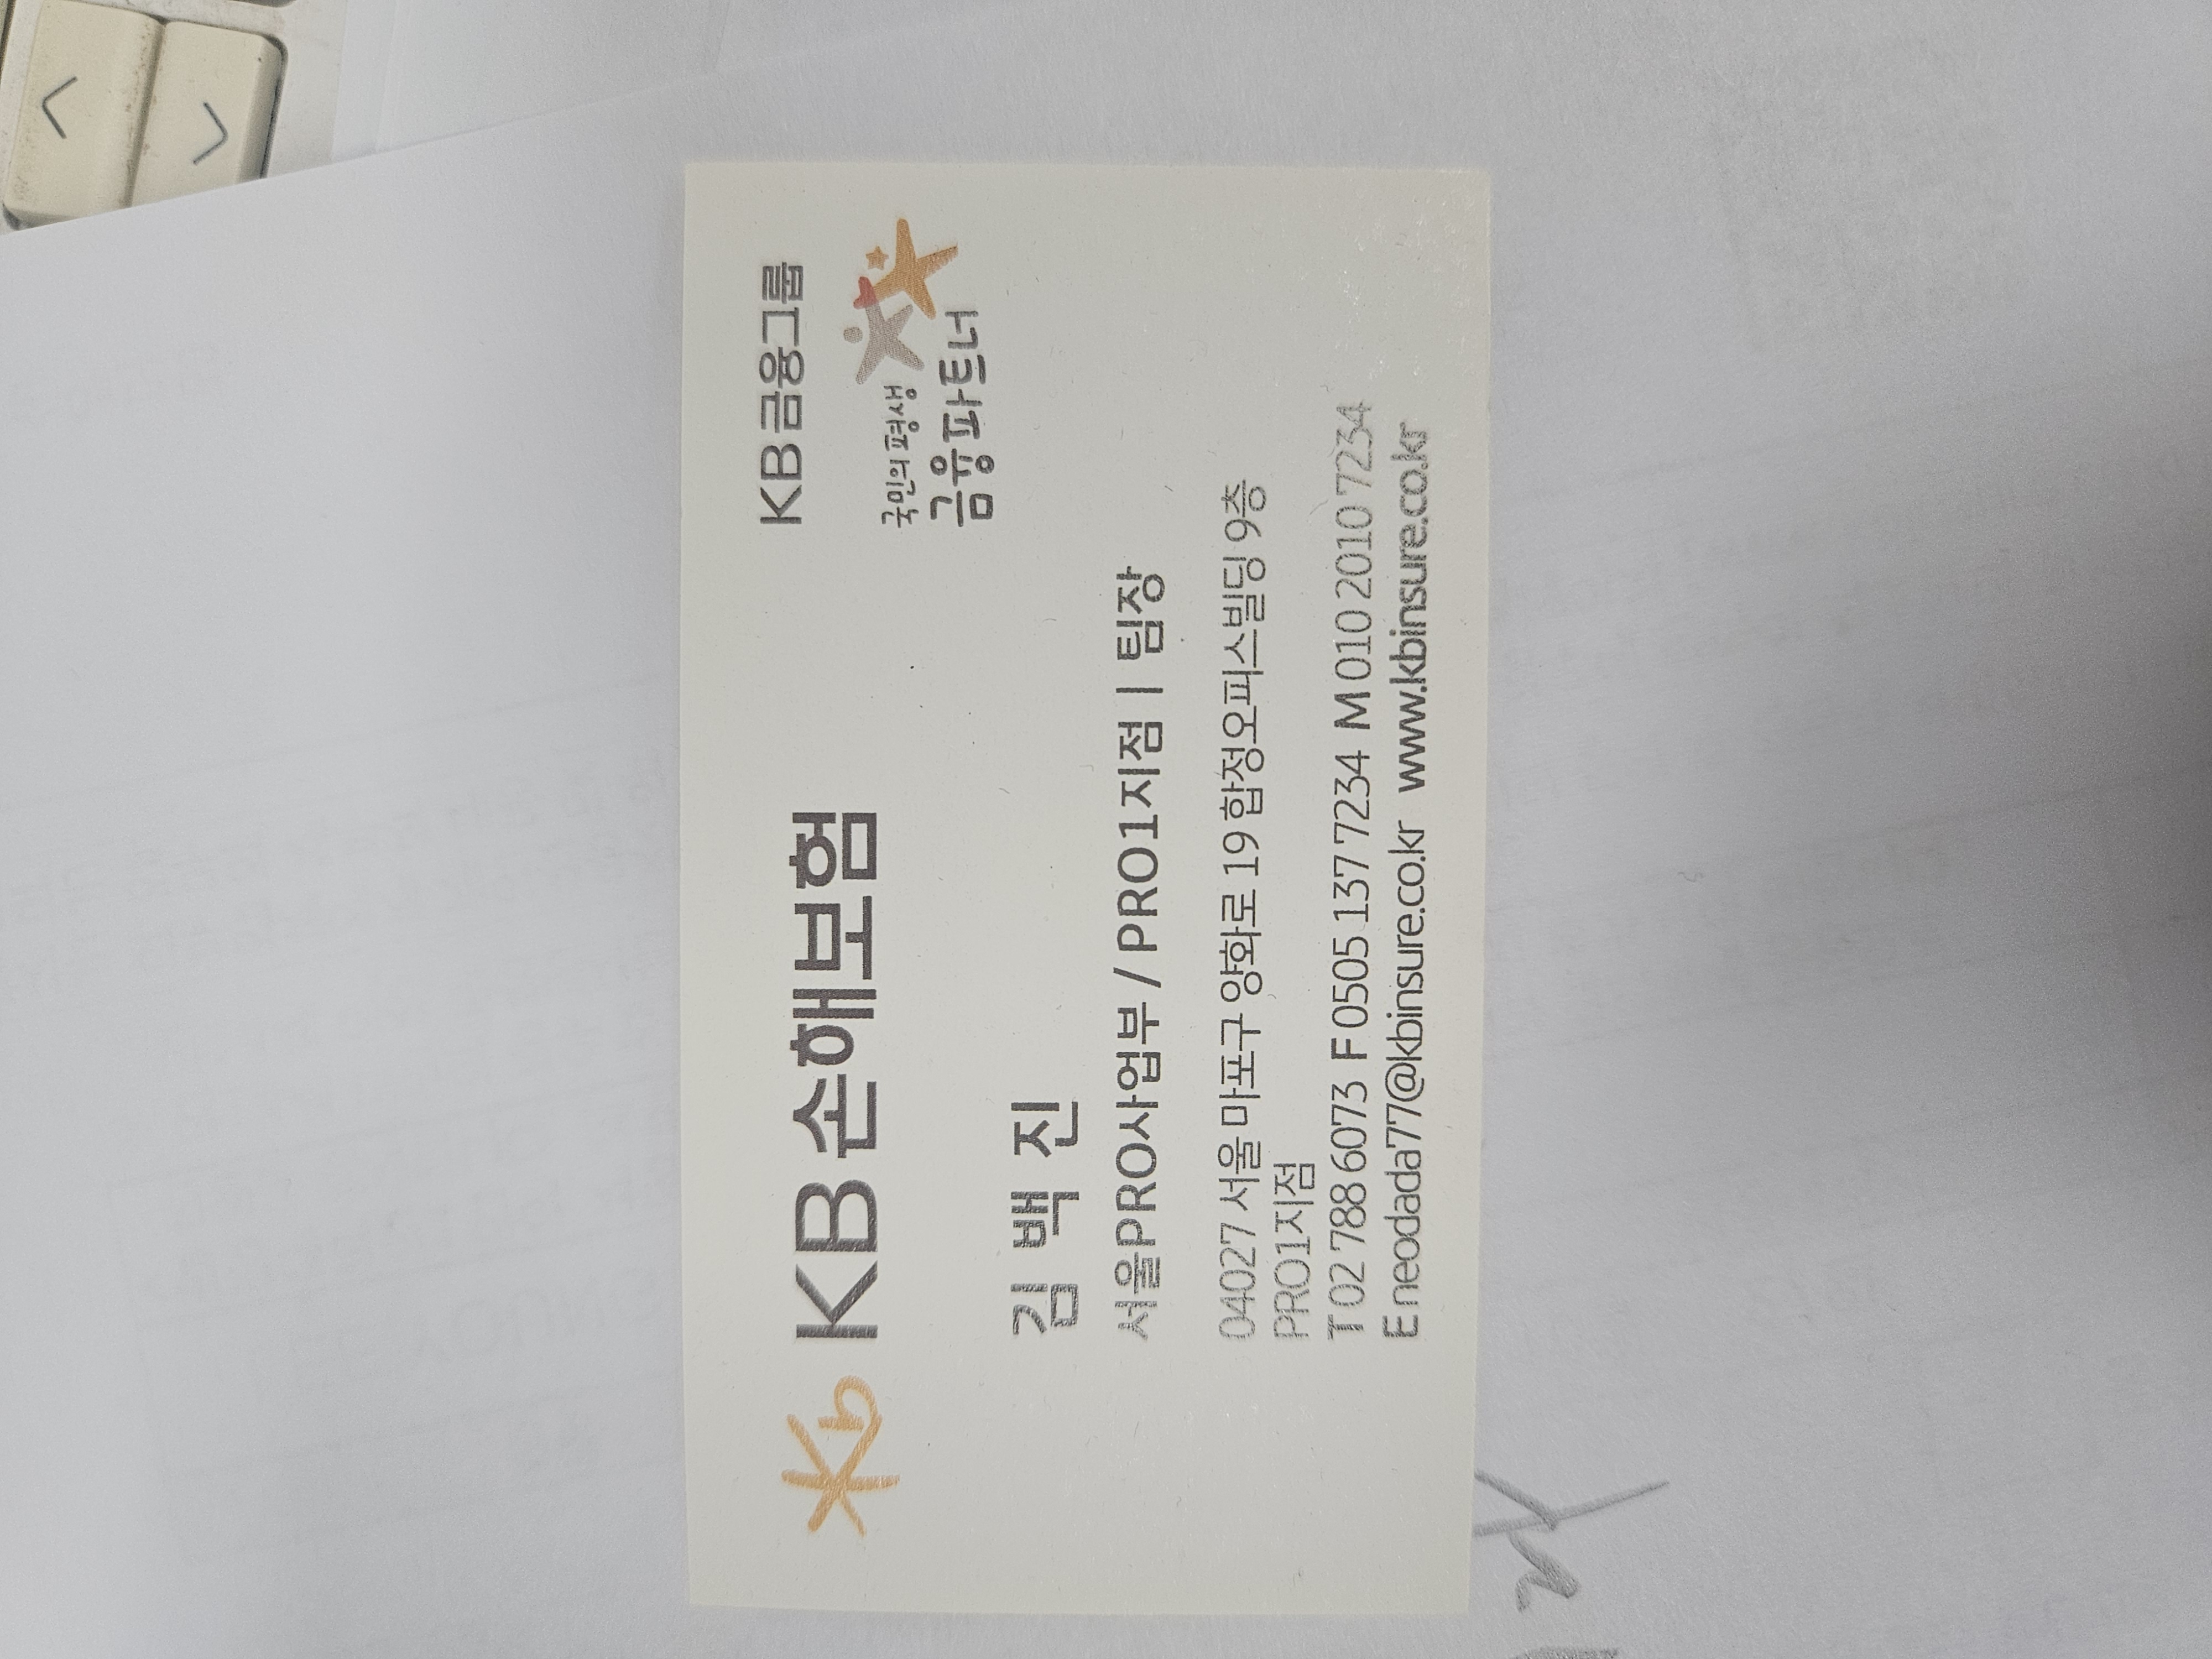 Kb KB손해보험
KB금융그룹
국민의 평생
금융파트너
김 백 진
서울PRO사업부 / PRO1지점 | 팀장
04027 서울 마포구 양화로 19 합정오피스빌딩 9층
PRO1지점
T 02 788 6073 F 0505 137 7234 M 010 2010 7234
E neodada77@kbinsure.co.kr www.kbinsure.co.kr